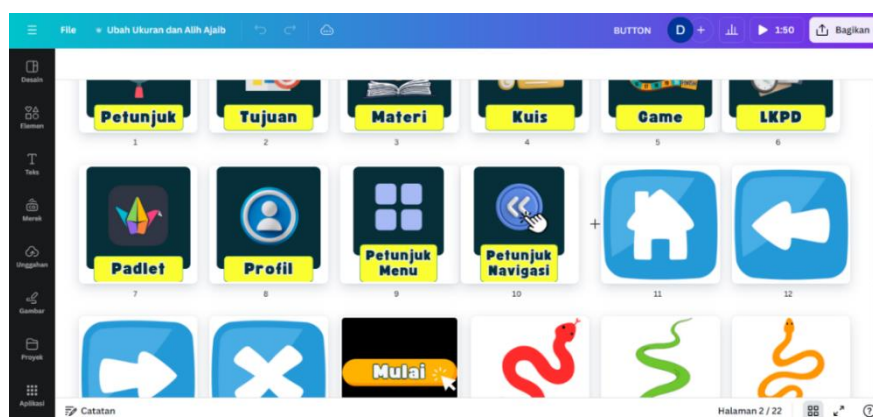 File
Ubah Ukuran dan Alih Ajaib
BUTTON
D
+
1:50
Bagikan
Desain
Elemen
T
Teks
Merek
Unggahan
Gambar
Proyek
Aplikasi
Petunjuk
Tujuan
Materi
Kuis
Game
LKPD
1
2
3
4
5
6
Padlet
Profil
Petunjuk
Menu
Petunjuk
Navigasi
7
8
9
10
11
12
Mulai
Catatan
Halaman 2 / 22